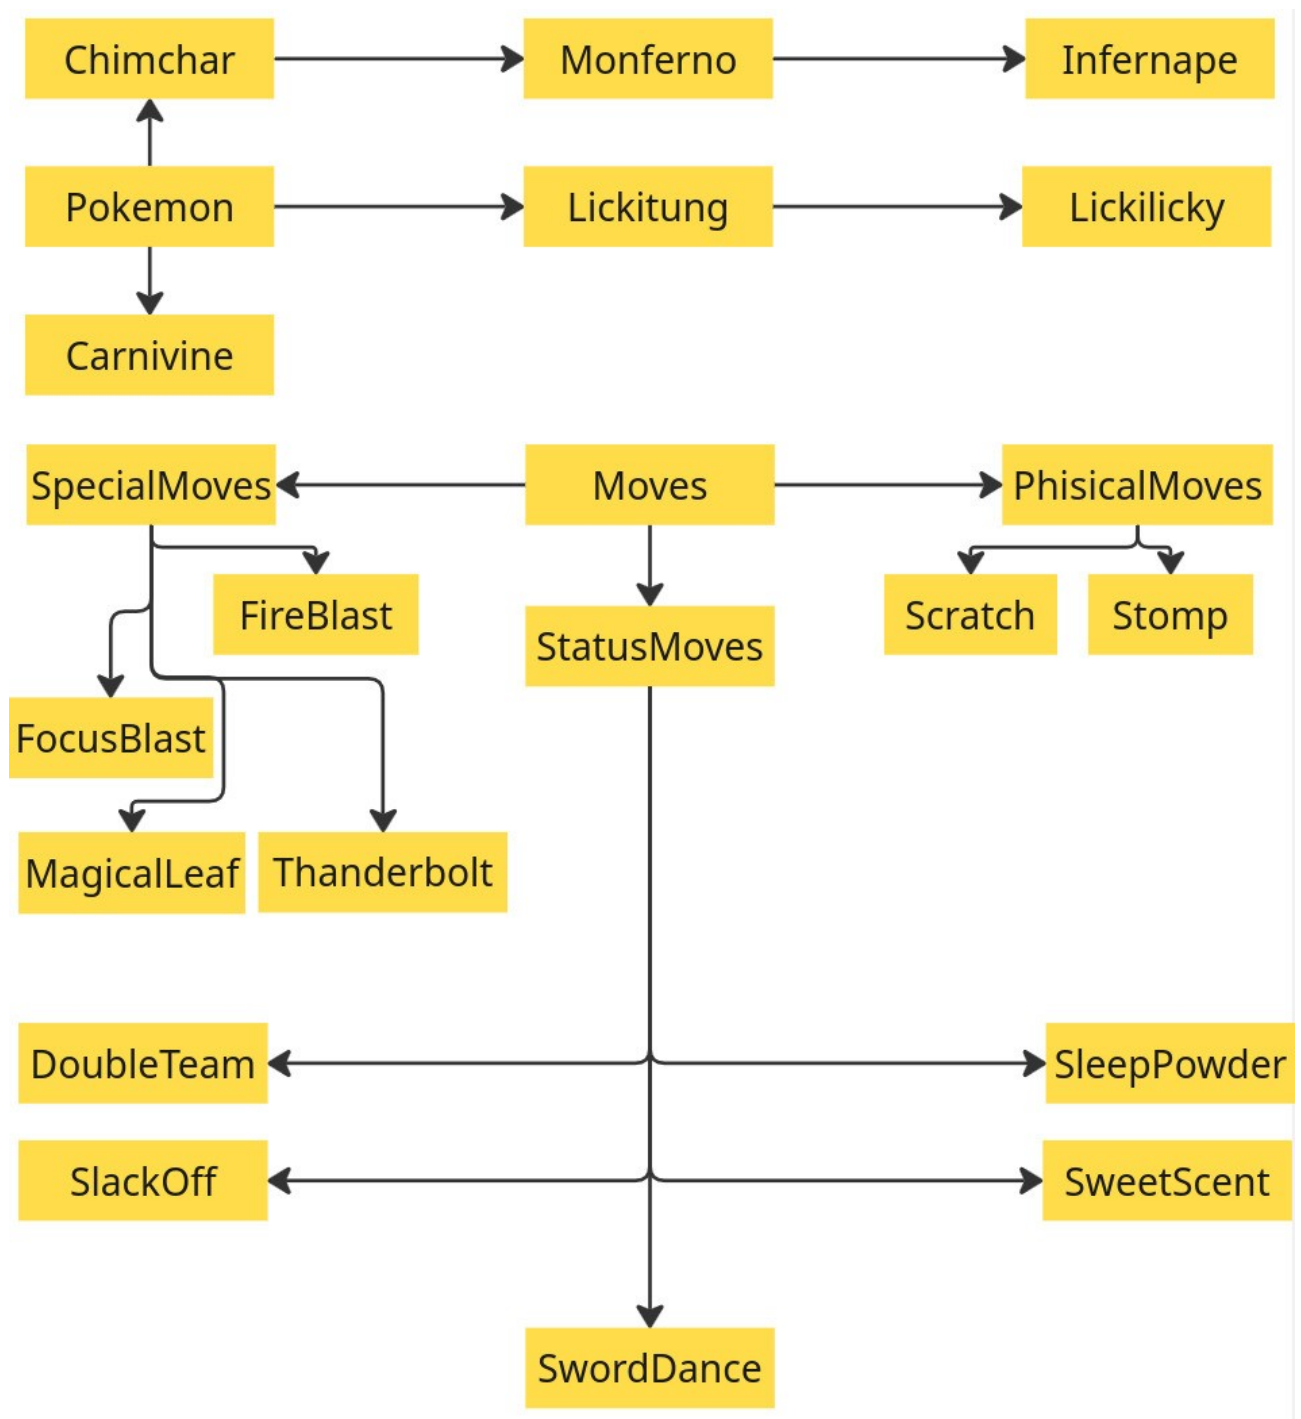 Chimchar
Monferno
Infernape
Pokemon
Lickitung
Lickilicky
Carnivine
SpecialMoves
Moves
PhisicalMoves
FireBlast
StatusMoves
Scratch
Stomp
FocusBlast
MagicalLeaf
Thanderbolt
DoubleTeam
SleepPowder
SlackOff
SweetScent
SwordDance